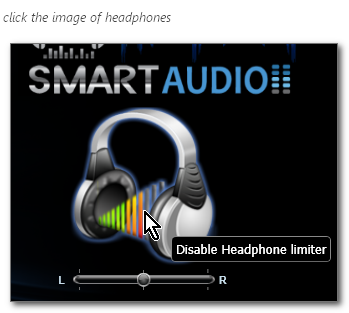 click the image of headphones
SMARTAUDIO
Disable Headphone limiter
L R